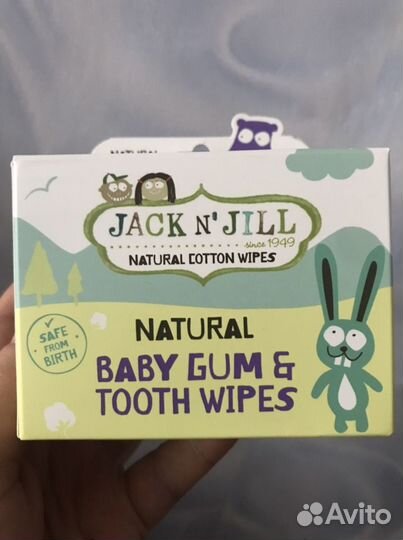 NATURAL
JACK N' JILL
since 1949
NATURAL COTTON WIPES
SAFE
FROM
BIRTH
NATURAL
BABY GUM &
TOOTH WIPES
Avito